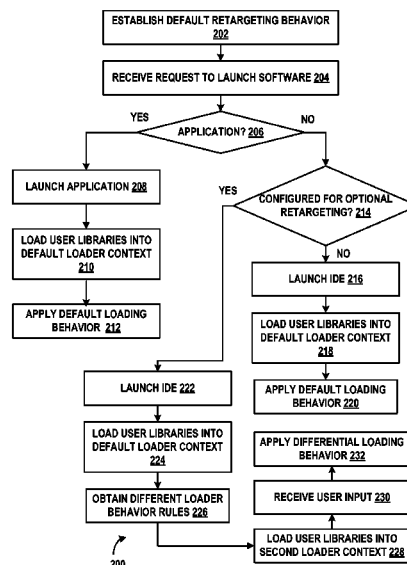 ESTABLISH DEFAULT RETARGETING BEHAVIOR
202
RECEIVE REQUEST TO LAUNCH SOFTWARE 204
YES
NO
APPLICATION? 206
LAUNCH APPLICATION 208
YES
CONFIGURED FOR OPTIONAL
RETARGETING? 214
LOAD USER LIBRARIES INTO
DEFAULT LOADER CONTEXT
210
NO
LAUNCH IDE 216
APPLY DEFAULT LOADING
BEHAVIOR 212
LOAD USER LIBRARIES INTO
DEFAULT LOADER CONTEXT
218
LAUNCH IDE 222
APPLY DEFAULT LOADING
BEHAVIOR 220
LOAD USER LIBRARIES INTO
DEFAULT LOADER CONTEXT
224
APPLY DIFFERENTIAL LOADING
BEHAVIOR 232
OBTAIN DIFFERENT LOADER
BEHAVIOR RULES 226
RECEIVE USER INPUT 230
LOAD USER LIBRARIES INTO
SECOND LOADER CONTEXT 228
200